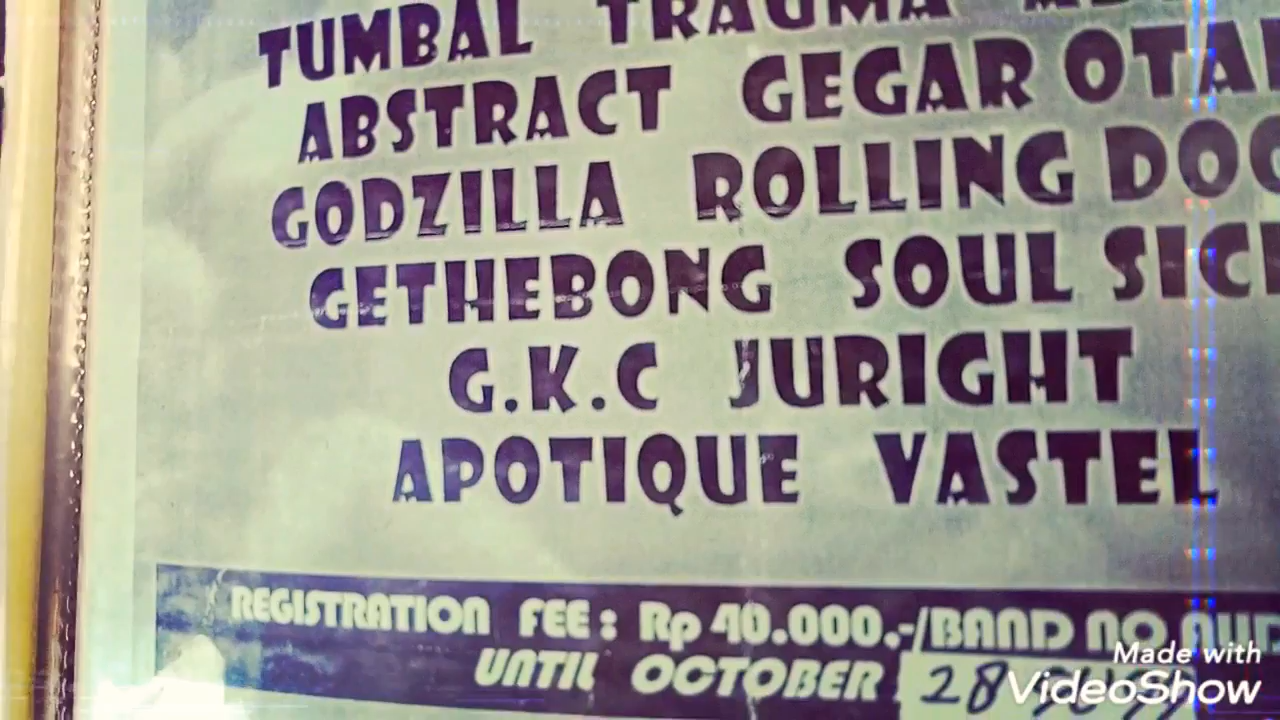 TUMBAL TRAUMA
ABSTRACT GEGAR
GODZILLA ROLLING
GETHEBONG SOUL
G.K.C JURIGHT
APOTIQUE VASTEL
REGISTRATION FEE : Rp 40.000,-/BAND NO
UNTIL OCTOBER 28
Made with
VideoShow